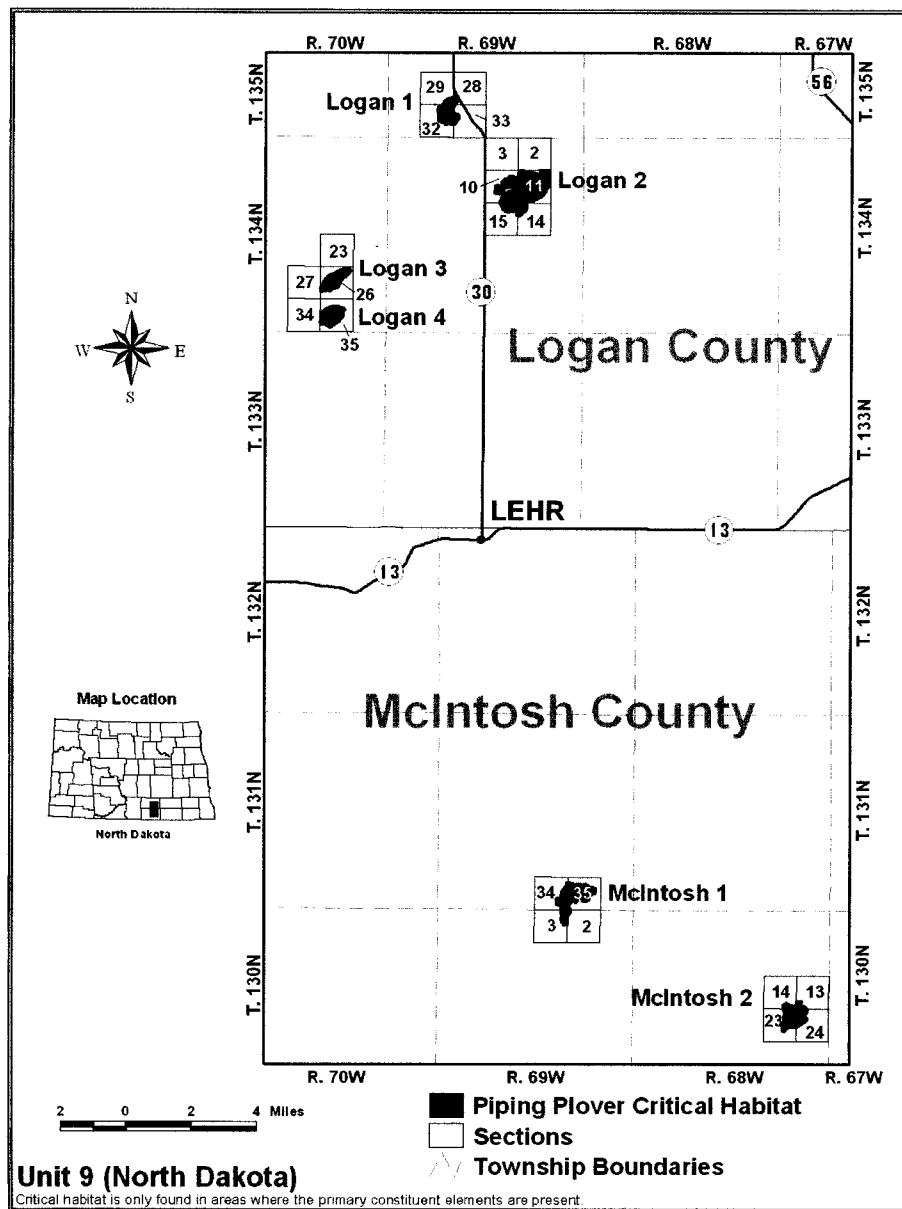 R. 70W R. 69W R. 68W R. 67W
T. 135N
T. 135N
56
29 28
Logan 1
32
33
3 2
10
11
Logan 2
15 14
T. 134N
T. 134N
23
Logan 3
27
26
30
34
Logan 4
35
N
W E
S
Logan County
T. 133N
T. 133N
LEHR
13
13
T. 132N
T. 132N
Map Location
North Dakota
McIntosh County
T. 131N
T. 131N
34 35
McIntosh 1
3 2
T. 130N
T. 130N
McIntosh 2
14 13
23
24
R. 70W R. 69W R. 68W R. 67W
2 0 2 4 Miles
Piping Plover Critical Habitat
Sections
Township Boundaries
Unit 9 (North Dakota)
Critical habitat is only found in areas where the primary constituent elements are present.